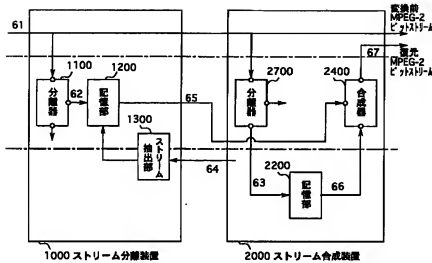 変換前
MPEG-2
ビットストリーム
61
67
復元
MPEG-2
ビットストリーム
1100
1200
2700
2400
分離器
62
記憶部
65
分離器
合成器
1300
ストリーム
抽出部
64
63
2200
記憶部
66
1000 ストリーム分離装置
2000 ストリーム合成装置